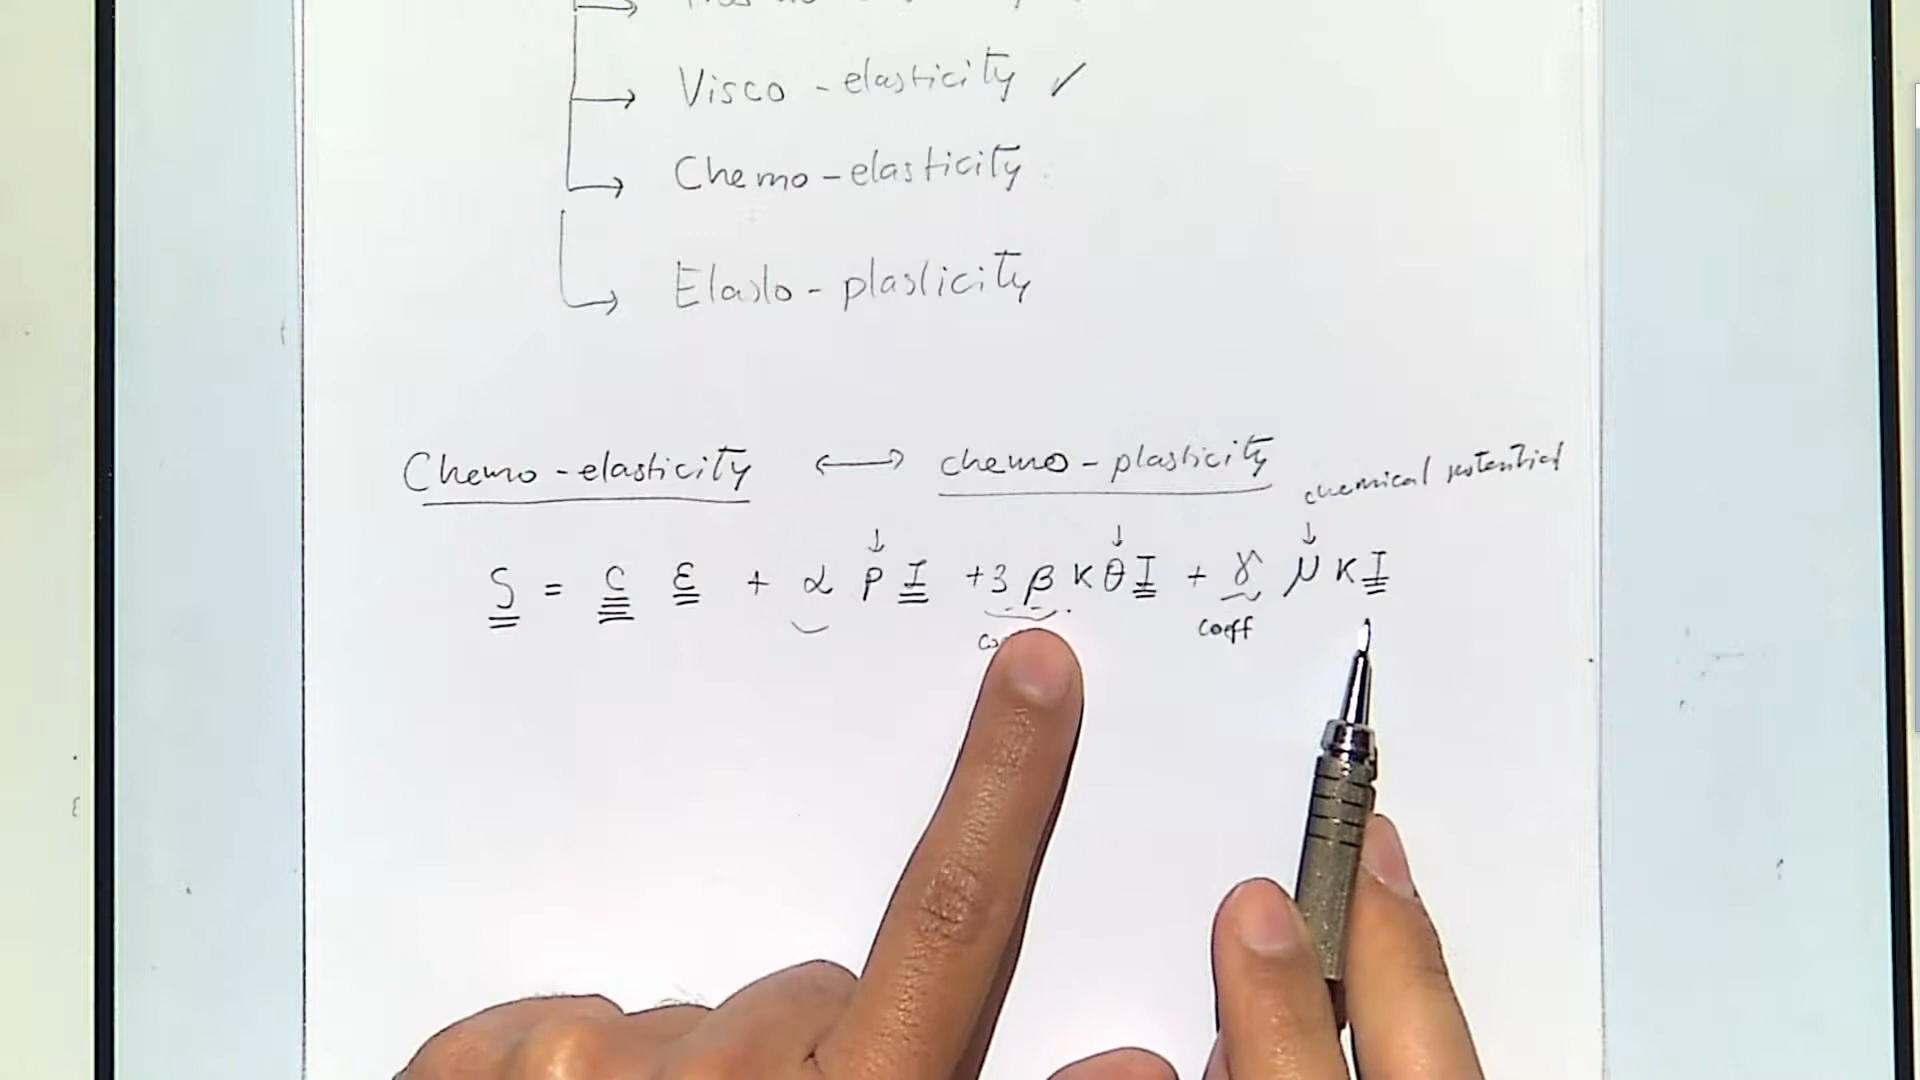 Visco - elasticity ✓
Chemo - elasticity
Elasto - plasticity
Chemo - elasticity ⟷ chemo - plasticity
chemical potential
S = C ε + α p I + 3 β K θ I + γ μ K I
coeff